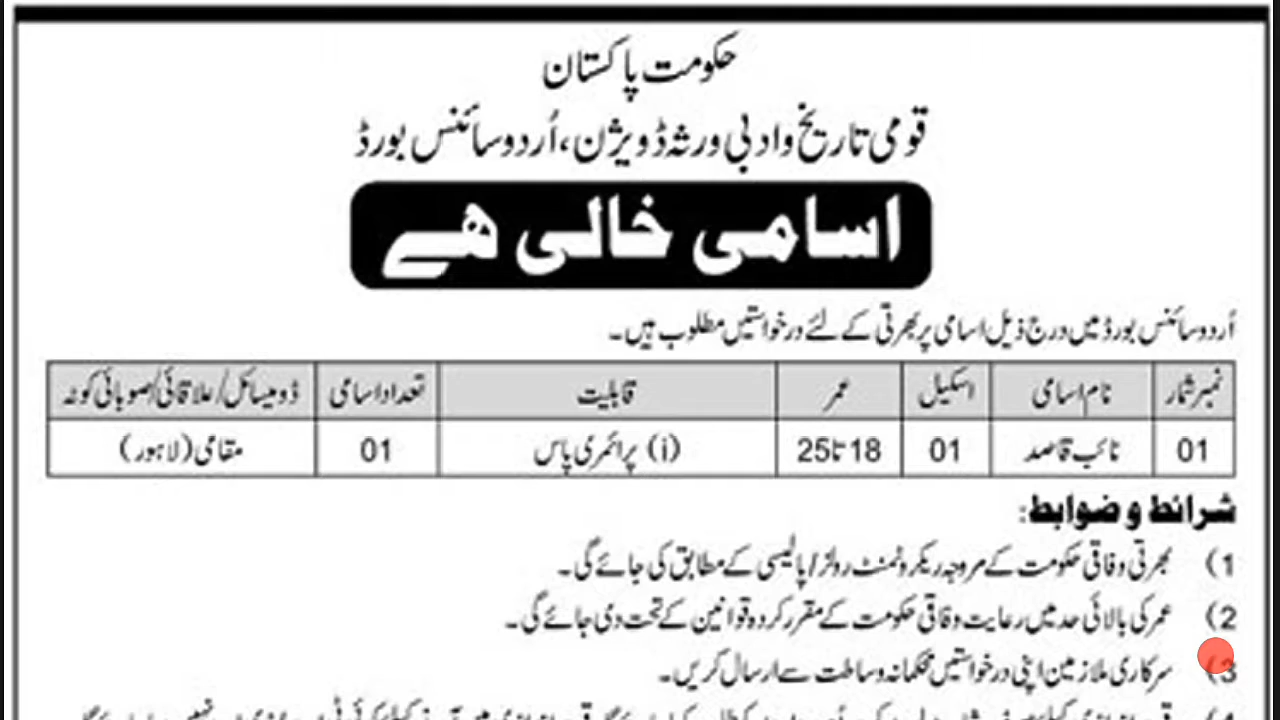 حکومت پاکستان
قومی تاریخ و ادبی ورثہ ڈویژن، اُردو سائنس بورڈ
اسامی خالی ہے
اُردو سائنس بورڈ میں درج ذیل اسامی پر بھرتی کے لئے درخواستیں مطلوب ہیں۔
نمبر شمار نام اسامی اسکیل عمر قابلیت تعداد اسامی ڈومیسائل/علاقائی/صوبائی کوٹہ
01 نائب قاصد 01 18 تا 25 (i) پرائمری پاس 01 مقامی (لاہور)
شرائط و ضوابط:
1) بھرتی وفاقی حکومت کے مروجہ ریکروٹمنٹ رولز/پالیسی کے مطابق کی جائے گی۔
2) عمر کی بالائی حد میں رعایت وفاقی حکومت کے مقرر کردہ قوانین کے تحت دی جائے گی۔
3) سرکاری ملازمین اپنی درخواستیں محکمانہ وساطت سے ارسال کریں۔